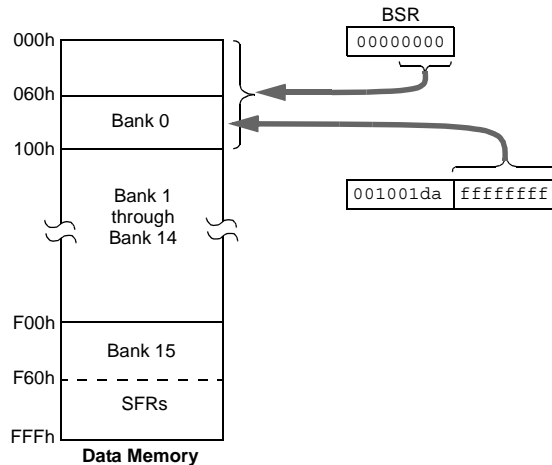 BSR
000h
00000000
060h
Bank 0
100h
Bank 1
through
Bank 14
001001da ffffffff
F00h
Bank 15
F60h
SFRs
FFFh
Data Memory